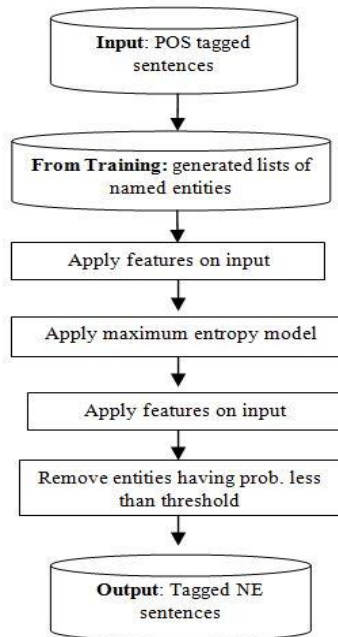 Input: POS tagged
sentences
From Training: generated lists of
named entities
Apply features on input
Apply maximum entropy model
Apply features on input
Remove entities having prob. less
than threshold
Output: Tagged NE
sentences